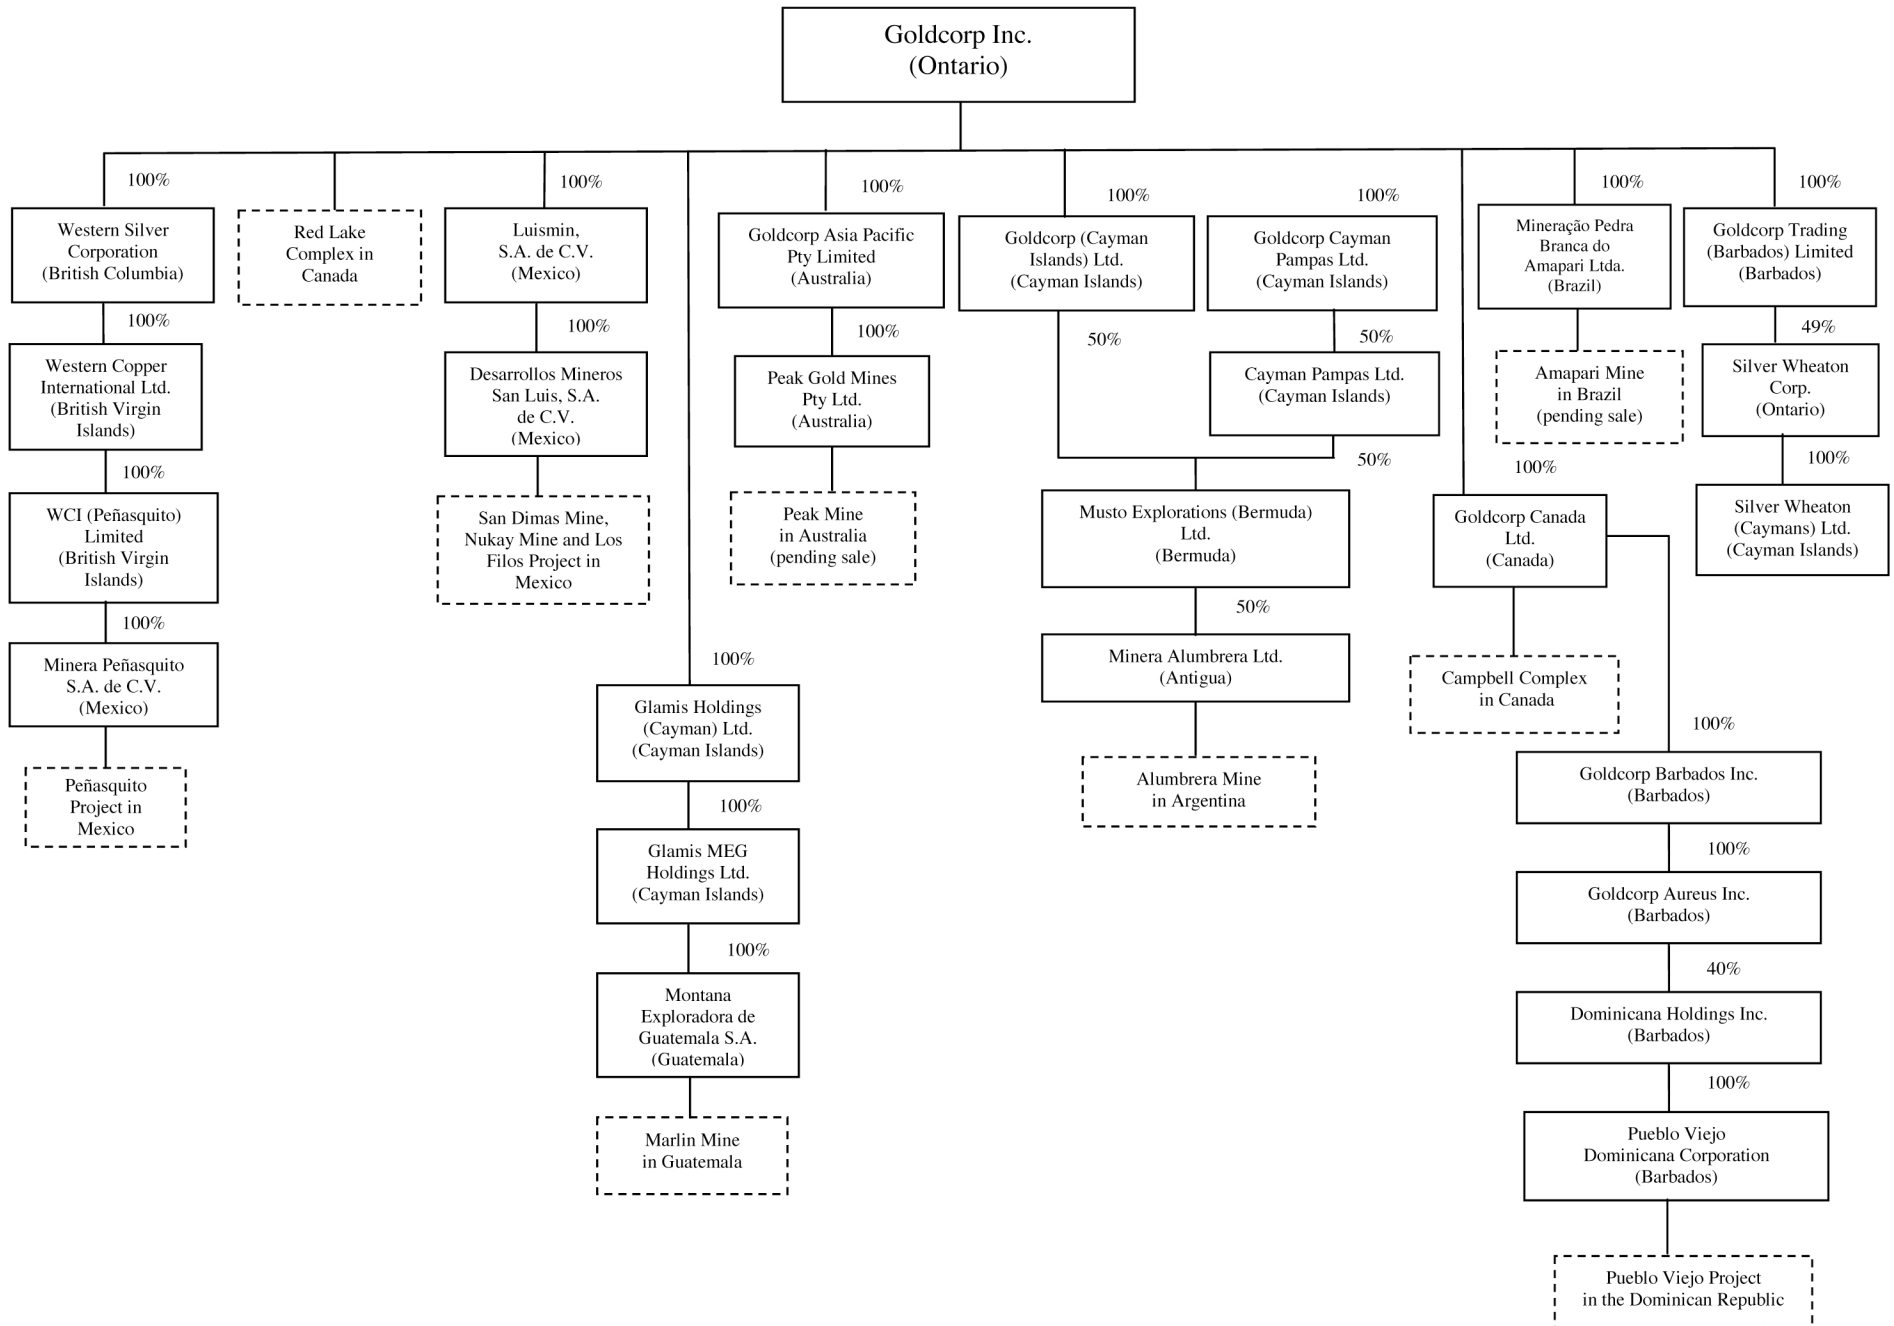 Goldcorp Inc.
(Ontario)
100%
Western Silver
Corporation
(British Columbia)
100%
Western Copper
International Ltd.
(British Virgin
Islands)
100%
WCI (Peñasquito)
Limited
(British Virgin
Islands)
100%
Minera Peñasquito
S.A. de C.V.
(Mexico)
Peñasquito
Project in
Mexico
Red Lake
Complex in
Canada
100%
Luismin,
S.A. de C.V.
(Mexico)
100%
Desarrollos Mineros
San Luis, S.A.
de C.V.
(Mexico)
San Dimas Mine,
Nukay Mine and Los
Filos Project in
Mexico
100%
Glamis Holdings
(Cayman) Ltd.
(Cayman Islands)
100%
Glamis MEG
Holdings Ltd.
(Cayman Islands)
100%
Montana
Exploradora de
Guatemala S.A.
(Guatemala)
Marlin Mine
in Guatemala
100%
Goldcorp Asia Pacific
Pty Limited
(Australia)
100%
Peak Gold Mines
Pty Ltd.
(Australia)
Peak Mine
in Australia
(pending sale)
100%
Goldcorp (Cayman
Islands) Ltd.
(Cayman Islands)
50%
100%
Goldcorp Cayman
Pampas Ltd.
(Cayman Islands)
50%
Cayman Pampas Ltd.
(Cayman Islands)
50%
Musto Explorations (Bermuda)
Ltd.
(Bermuda)
50%
Minera Alumbrera Ltd.
(Antigua)
Alumbrera Mine
in Argentina
100%
Goldcorp Canada
Ltd.
(Canada)
Campbell Complex
in Canada
100%
Goldcorp Barbados Inc.
(Barbados)
100%
Goldcorp Aureus Inc.
(Barbados)
40%
Dominicana Holdings Inc.
(Barbados)
100%
Pueblo Viejo
Dominicana Corporation
(Barbados)
Pueblo Viejo Project
in the Dominican Republic
100%
Mineração Pedra
Branca do
Amapari Ltda.
(Brazil)
Amapari Mine
in Brazil
(pending sale)
100%
Goldcorp Trading
(Barbados) Limited
(Barbados)
49%
Silver Wheaton
Corp.
(Ontario)
100%
Silver Wheaton
(Caymans) Ltd.
(Cayman Islands)